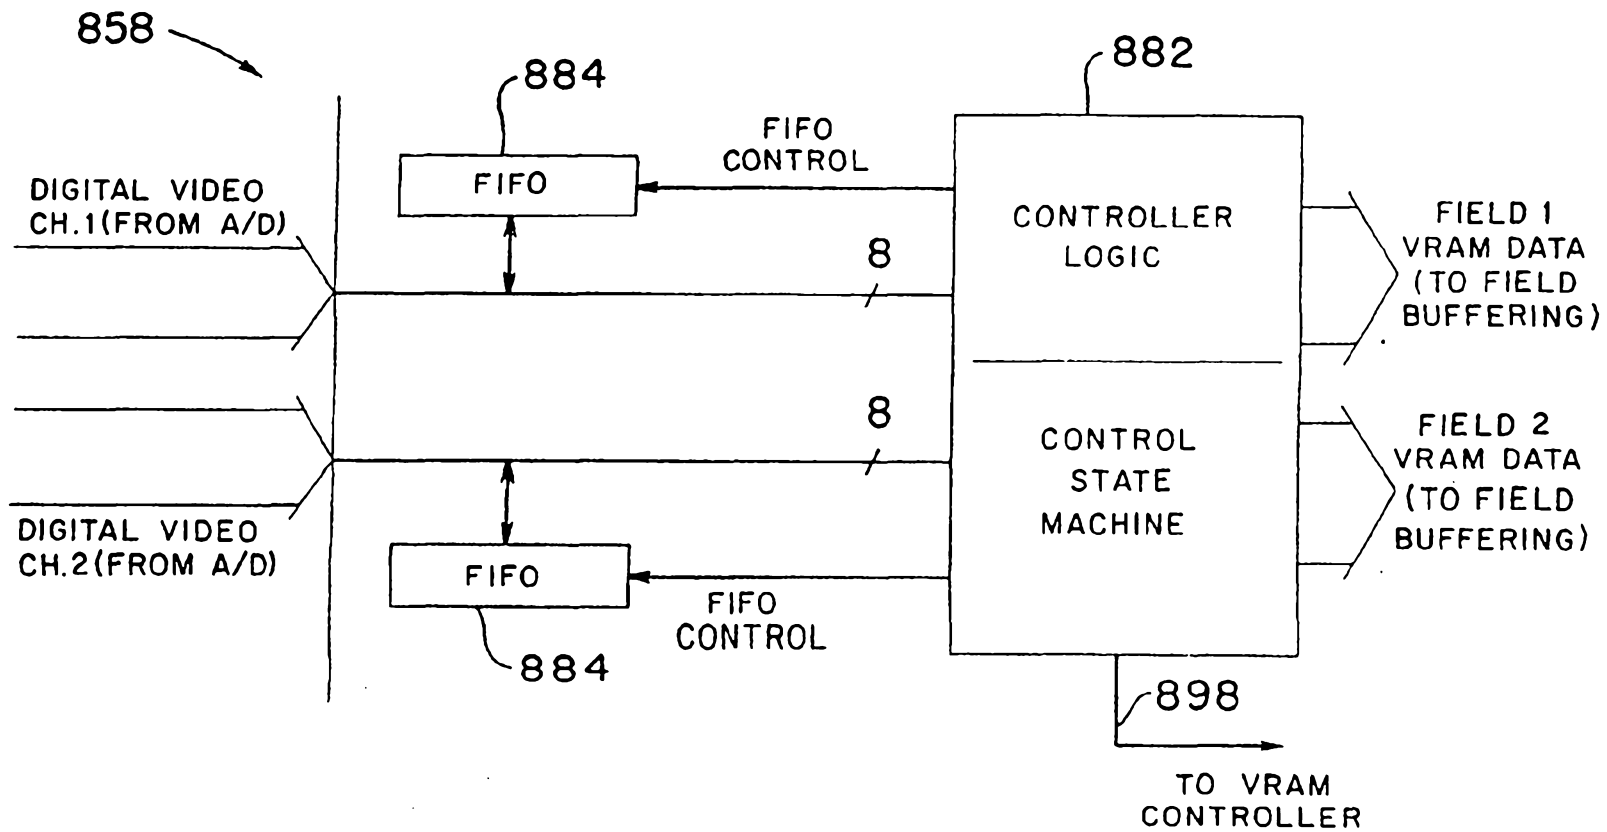 858
884
882
FIFO
CONTROL
DIGITAL VIDEO
CH.1(FROM A/D)
FIFO
CONTROLLER
LOGIC
FIELD 1
VRAM DATA
(TO FIELD
BUFFERING)
8
8
CONTROL
STATE
MACHINE
FIELD 2
VRAM DATA
(TO FIELD
BUFFERING)
DIGITAL VIDEO
CH.2(FROM A/D)
FIFO
FIFO
CONTROL
884
898
TO VRAM
CONTROLLER